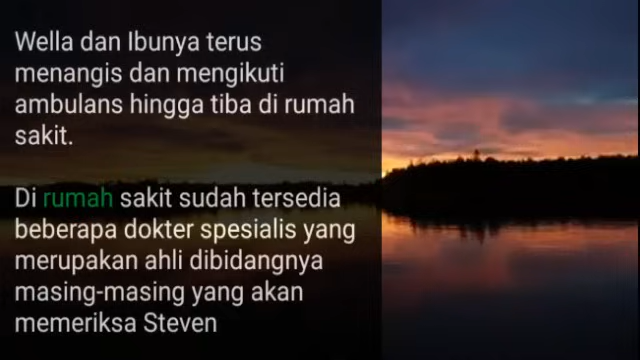 Wella dan Ibunya terus
menangis dan mengikuti
ambulans hingga tiba di rumah
sakit.
Di rumah sakit sudah tersedia
beberapa dokter spesialis yang
merupakan ahli dibidangnya
masing-masing yang akan
memeriksa Steven